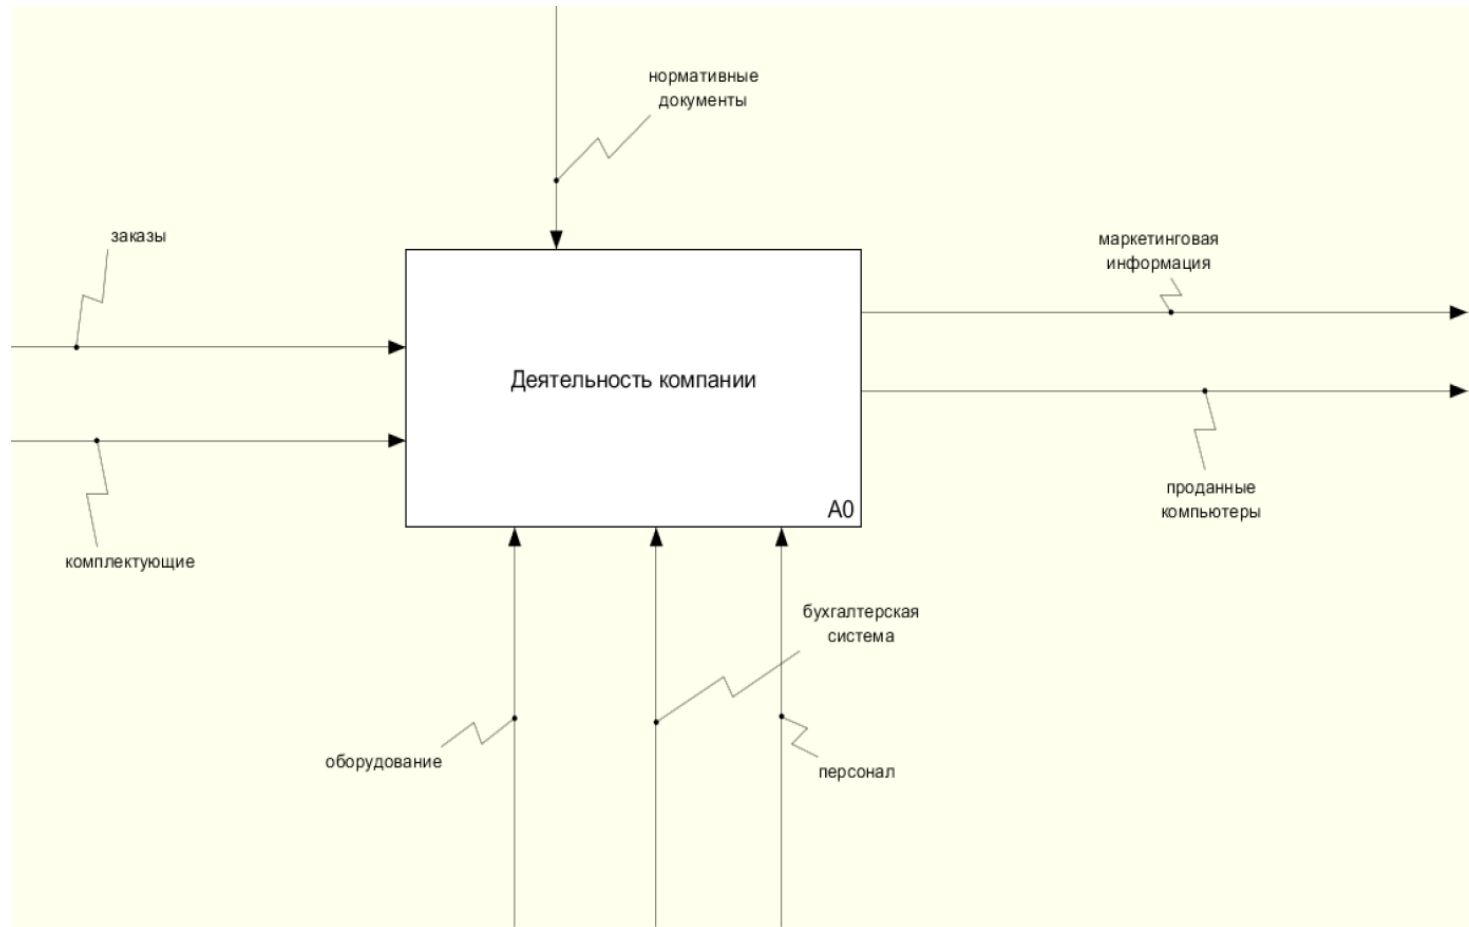 нормативные
документы
заказы
маркетинговая
информация
Деятельность компании
A0
проданные
компьютеры
комплектующие
бухгалтерская
система
оборудование
персонал